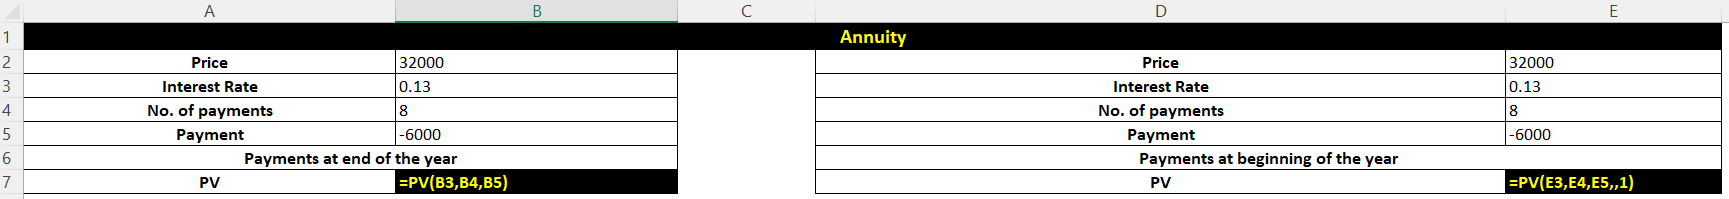 A B C D E
1 Annuity
2 Price 32000 Price 32000
3 Interest Rate 0.13 Interest Rate 0.13
4 No. of payments 8 No. of payments 8
5 Payment -6000 Payment -6000
6 Payments at end of the year Payments at beginning of the year
7 PV =PV(B3,B4,B5) PV =PV(E3,E4,E5,,1)